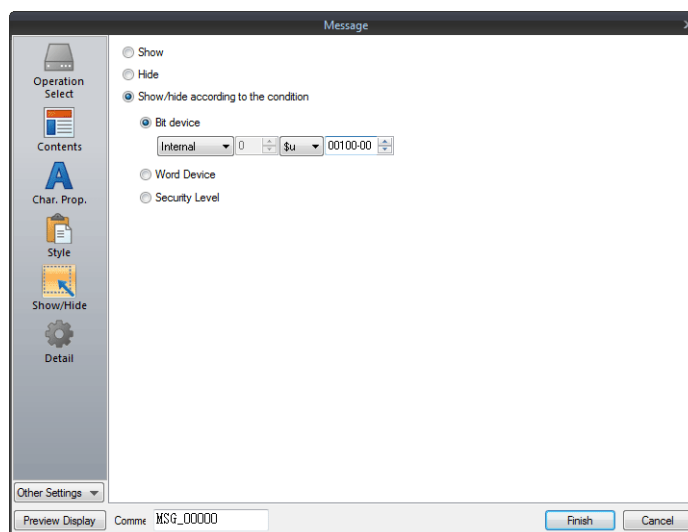 Message
Operation
Select
Contents
A
Char. Prop.
Style
Show/Hide
Detail
Other Settings
Preview Display
Show
Hide
Show/hide according to the condition
Bit device
Internal 0 $u 00100-00
Word Device
Security Level
Comme MSG_00000
Finish Cancel